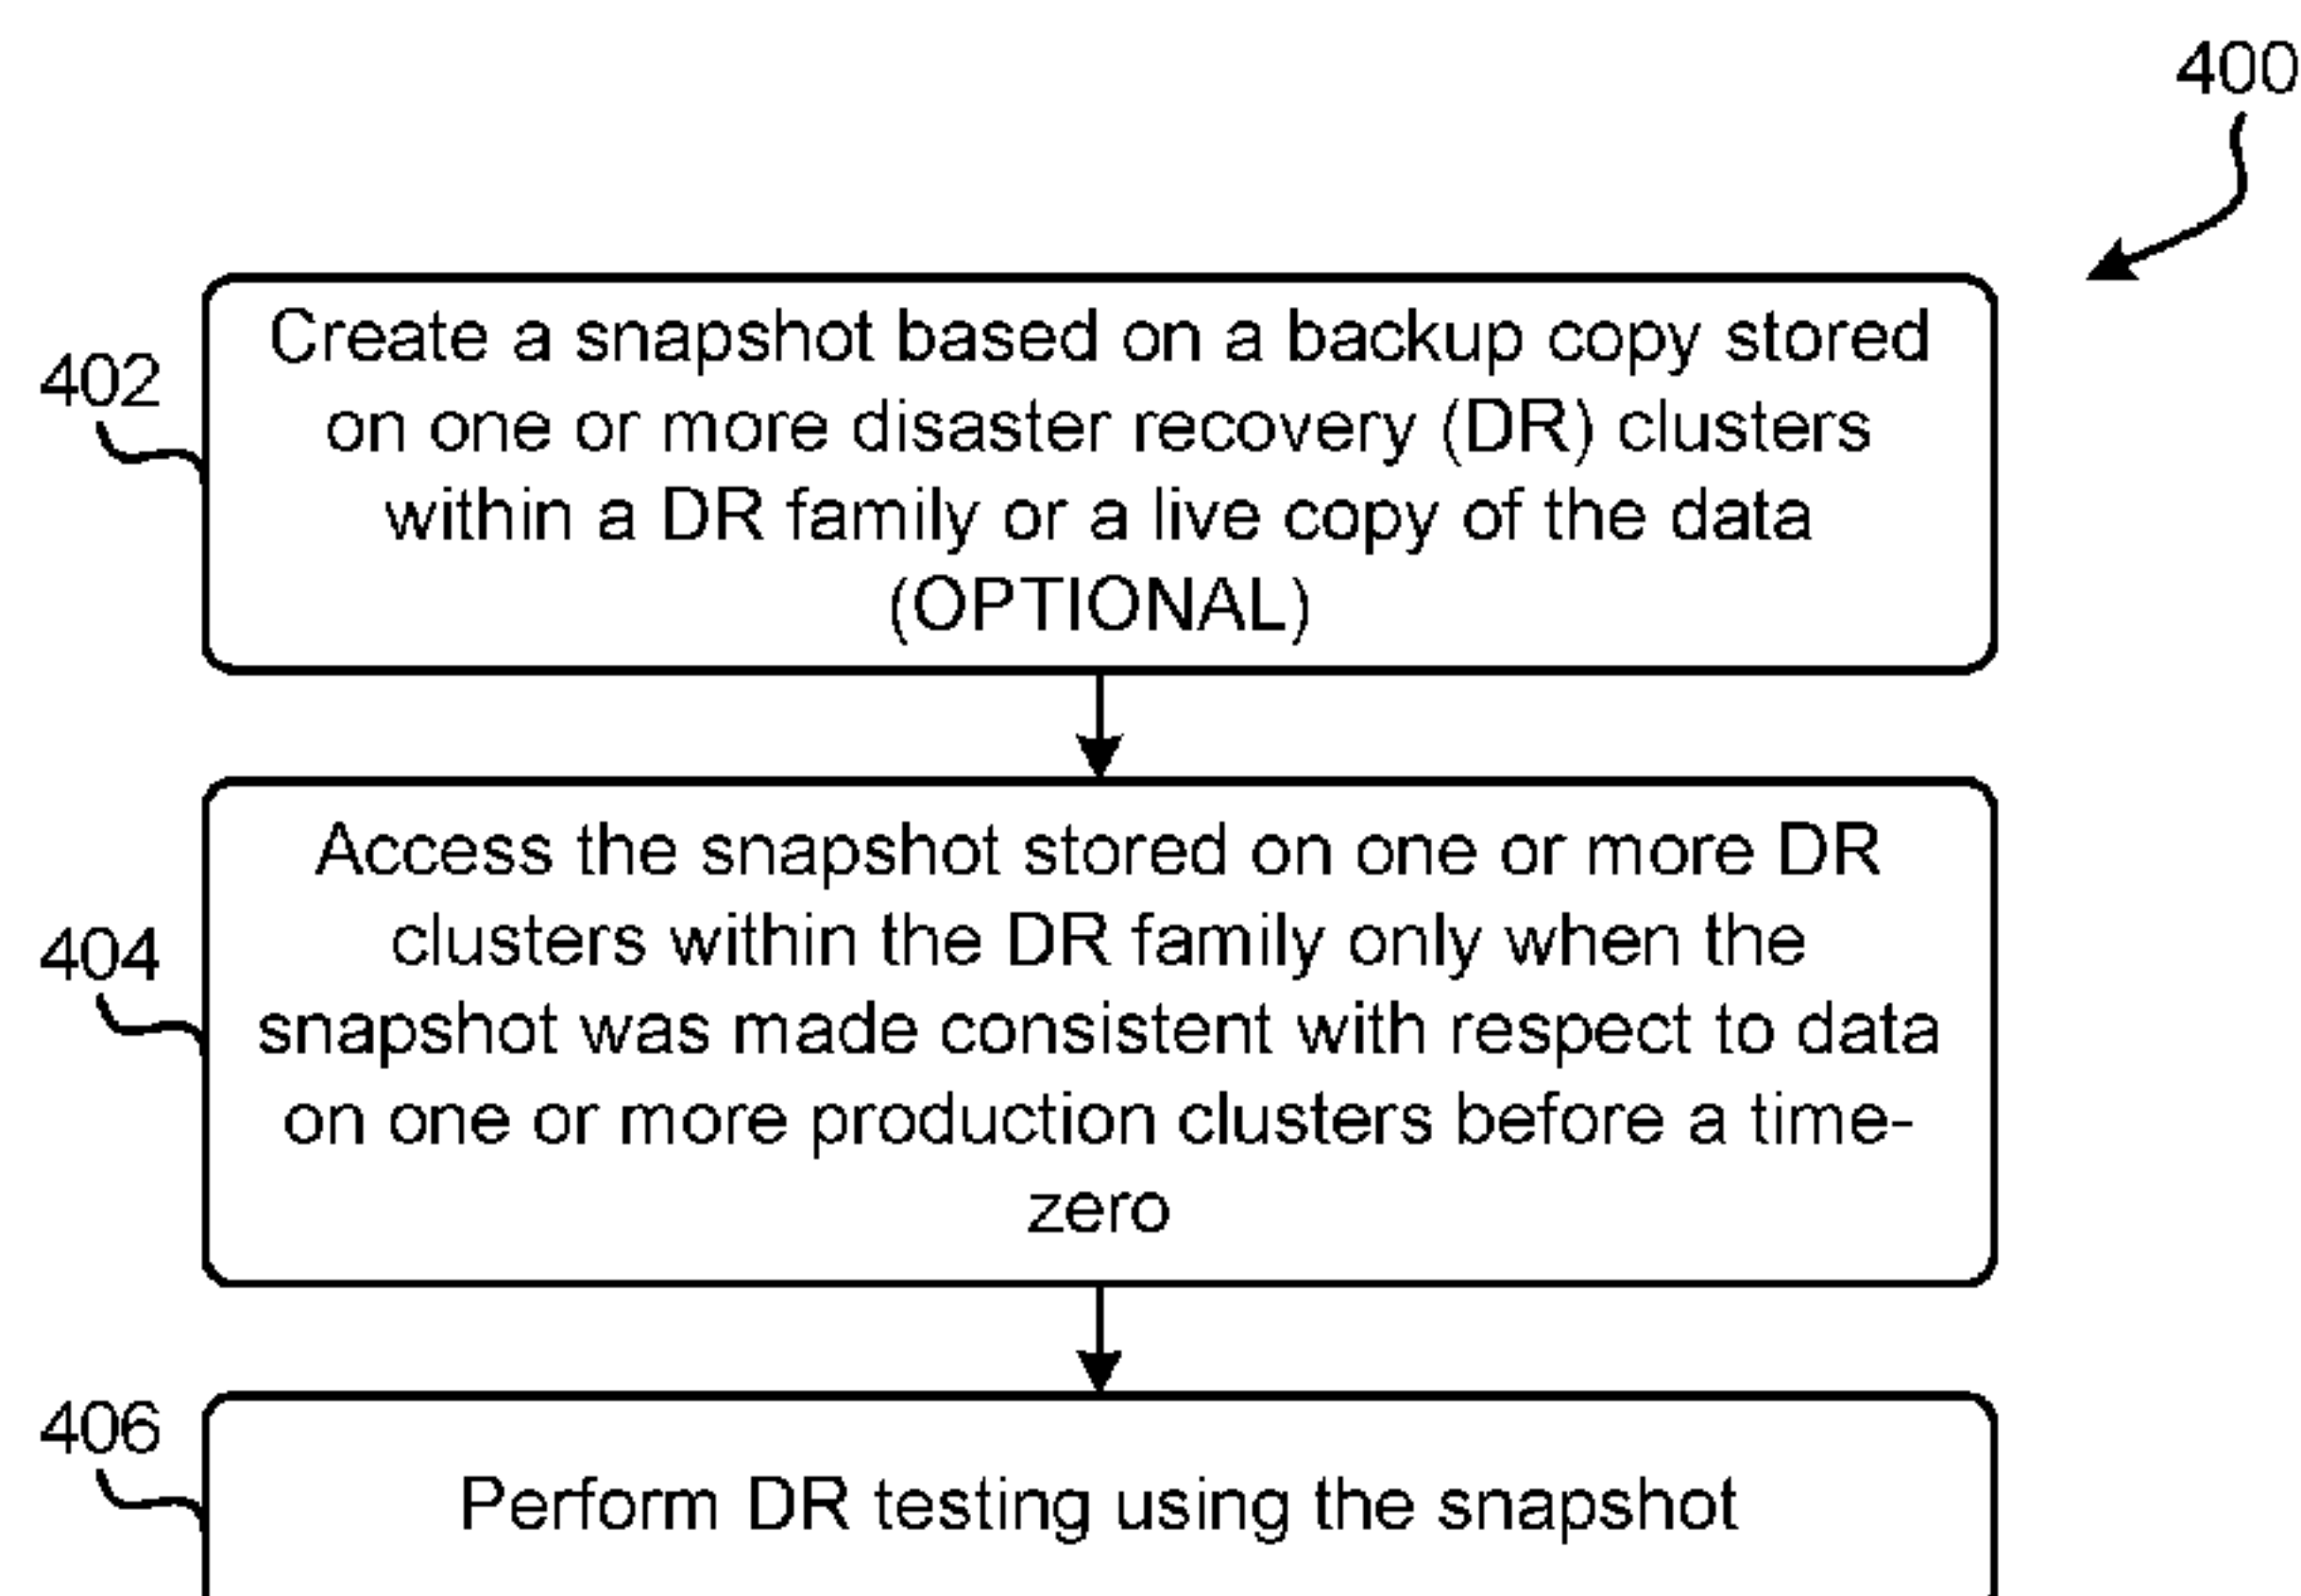 400
402
Create a snapshot based on a backup copy stored
on one or more disaster recovery (DR) clusters
within a DR family or a live copy of the data
(OPTIONAL)
404
Access the snapshot stored on one or more DR
clusters within the DR family only when the
snapshot was made consistent with respect to data
on one or more production clusters before a time-
zero
406
Perform DR testing using the snapshot